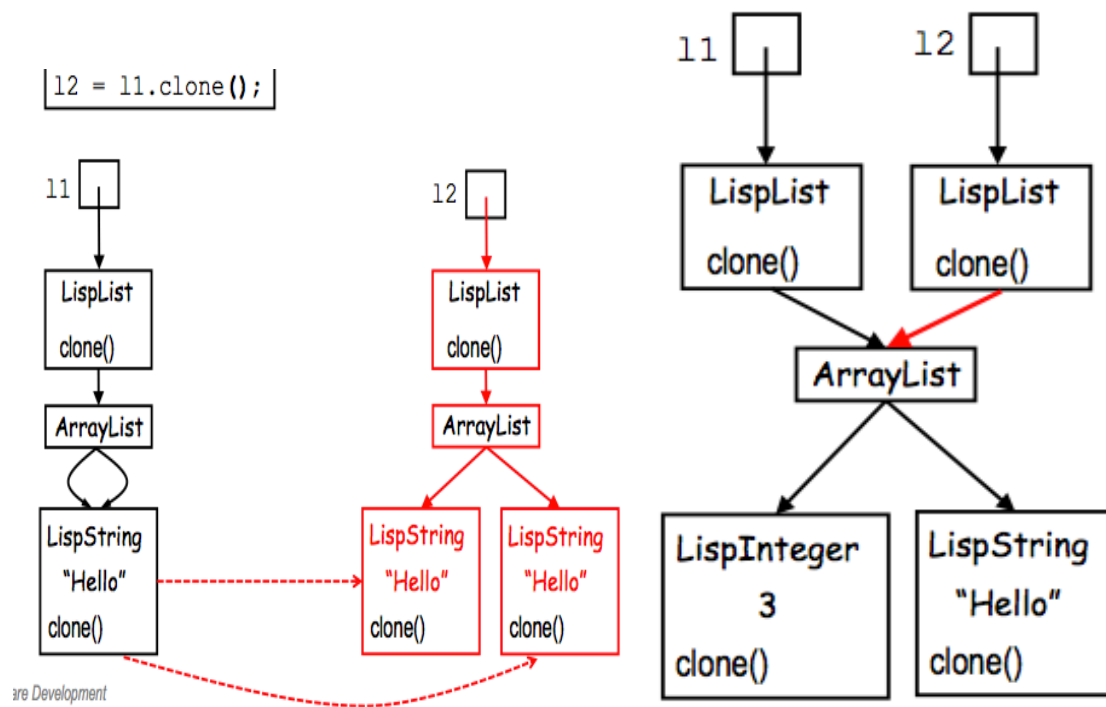 l2 = l1.clone();
l1
LispList
clone()
ArrayList
LispString
“Hello”
clone()
l2
LispList
clone()
ArrayList
LispString
“Hello”
clone()
LispString
“Hello”
clone()
are Development
l1
l2
LispList
clone()
LispList
clone()
ArrayList
LispInteger
3
clone()
LispString
“Hello”
clone()